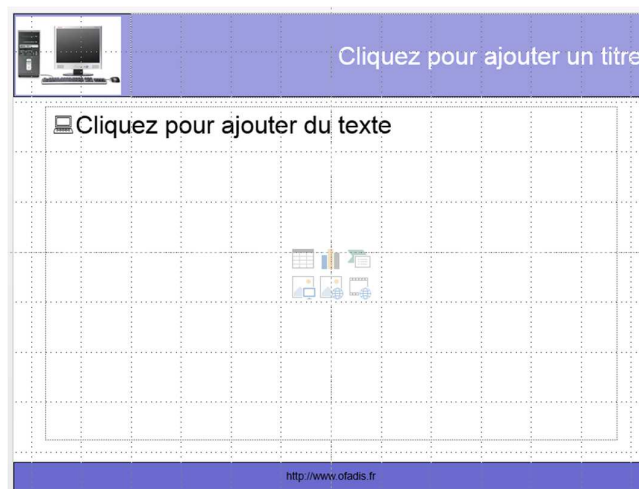 Cliquez pour ajouter un titre
Cliquez pour ajouter du texte
http://www.ofadis.fr